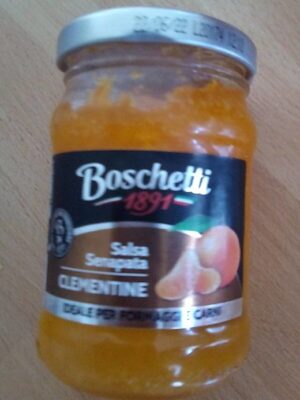 Boschetti
1891
Salsa
Senapata
CLEMENTINE
IDEALE PER FORMAGGI E CARNI